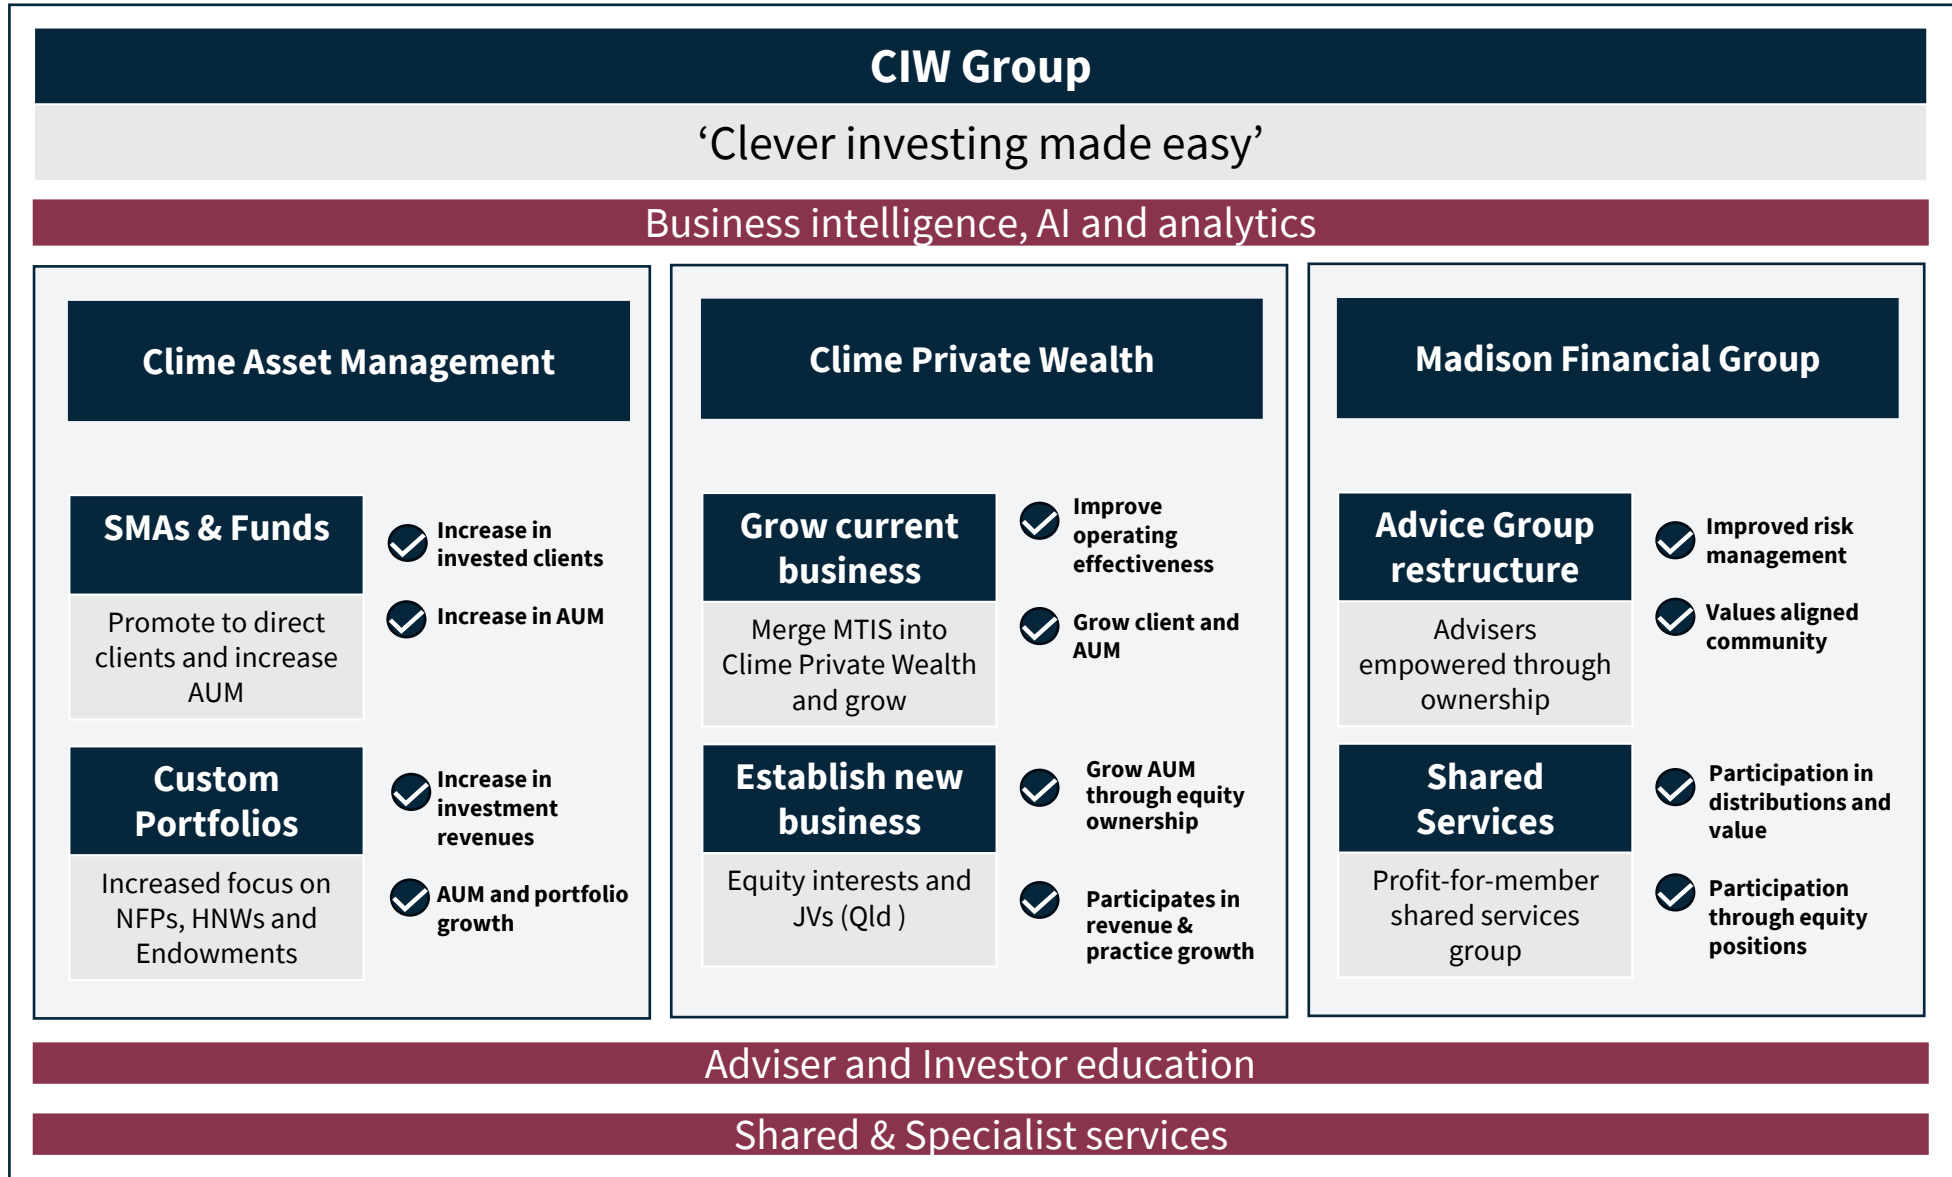 CIW Group
‘Clever investing made easy’
Business intelligence, AI and analytics
Clime Asset Management
SMAs & Funds
Promote to direct
clients and increase
AUM
Increase in
invested clients
Increase in AUM
Custom
Portfolios
Increased focus on
NFPs, HNWs and
Endowments
Increase in
investment
revenues
AUM and portfolio
growth
Clime Private Wealth
Grow current
business
Merge MTIS into
Clime Private Wealth
and grow
Improve
operating
effectiveness
Grow client and
AUM
Establish new
business
Equity interests and
JVs (Qld )
Grow AUM
through equity
ownership
Participates in
revenue &
practice growth
Madison Financial Group
Advice Group
restructure
Advisers
empowered through
ownership
Improved risk
management
Values aligned
community
Shared
Services
Profit-for-member
shared services
group
Participation in
distributions and
value
Participation
through equity
positions
Adviser and Investor education
Shared & Specialist services